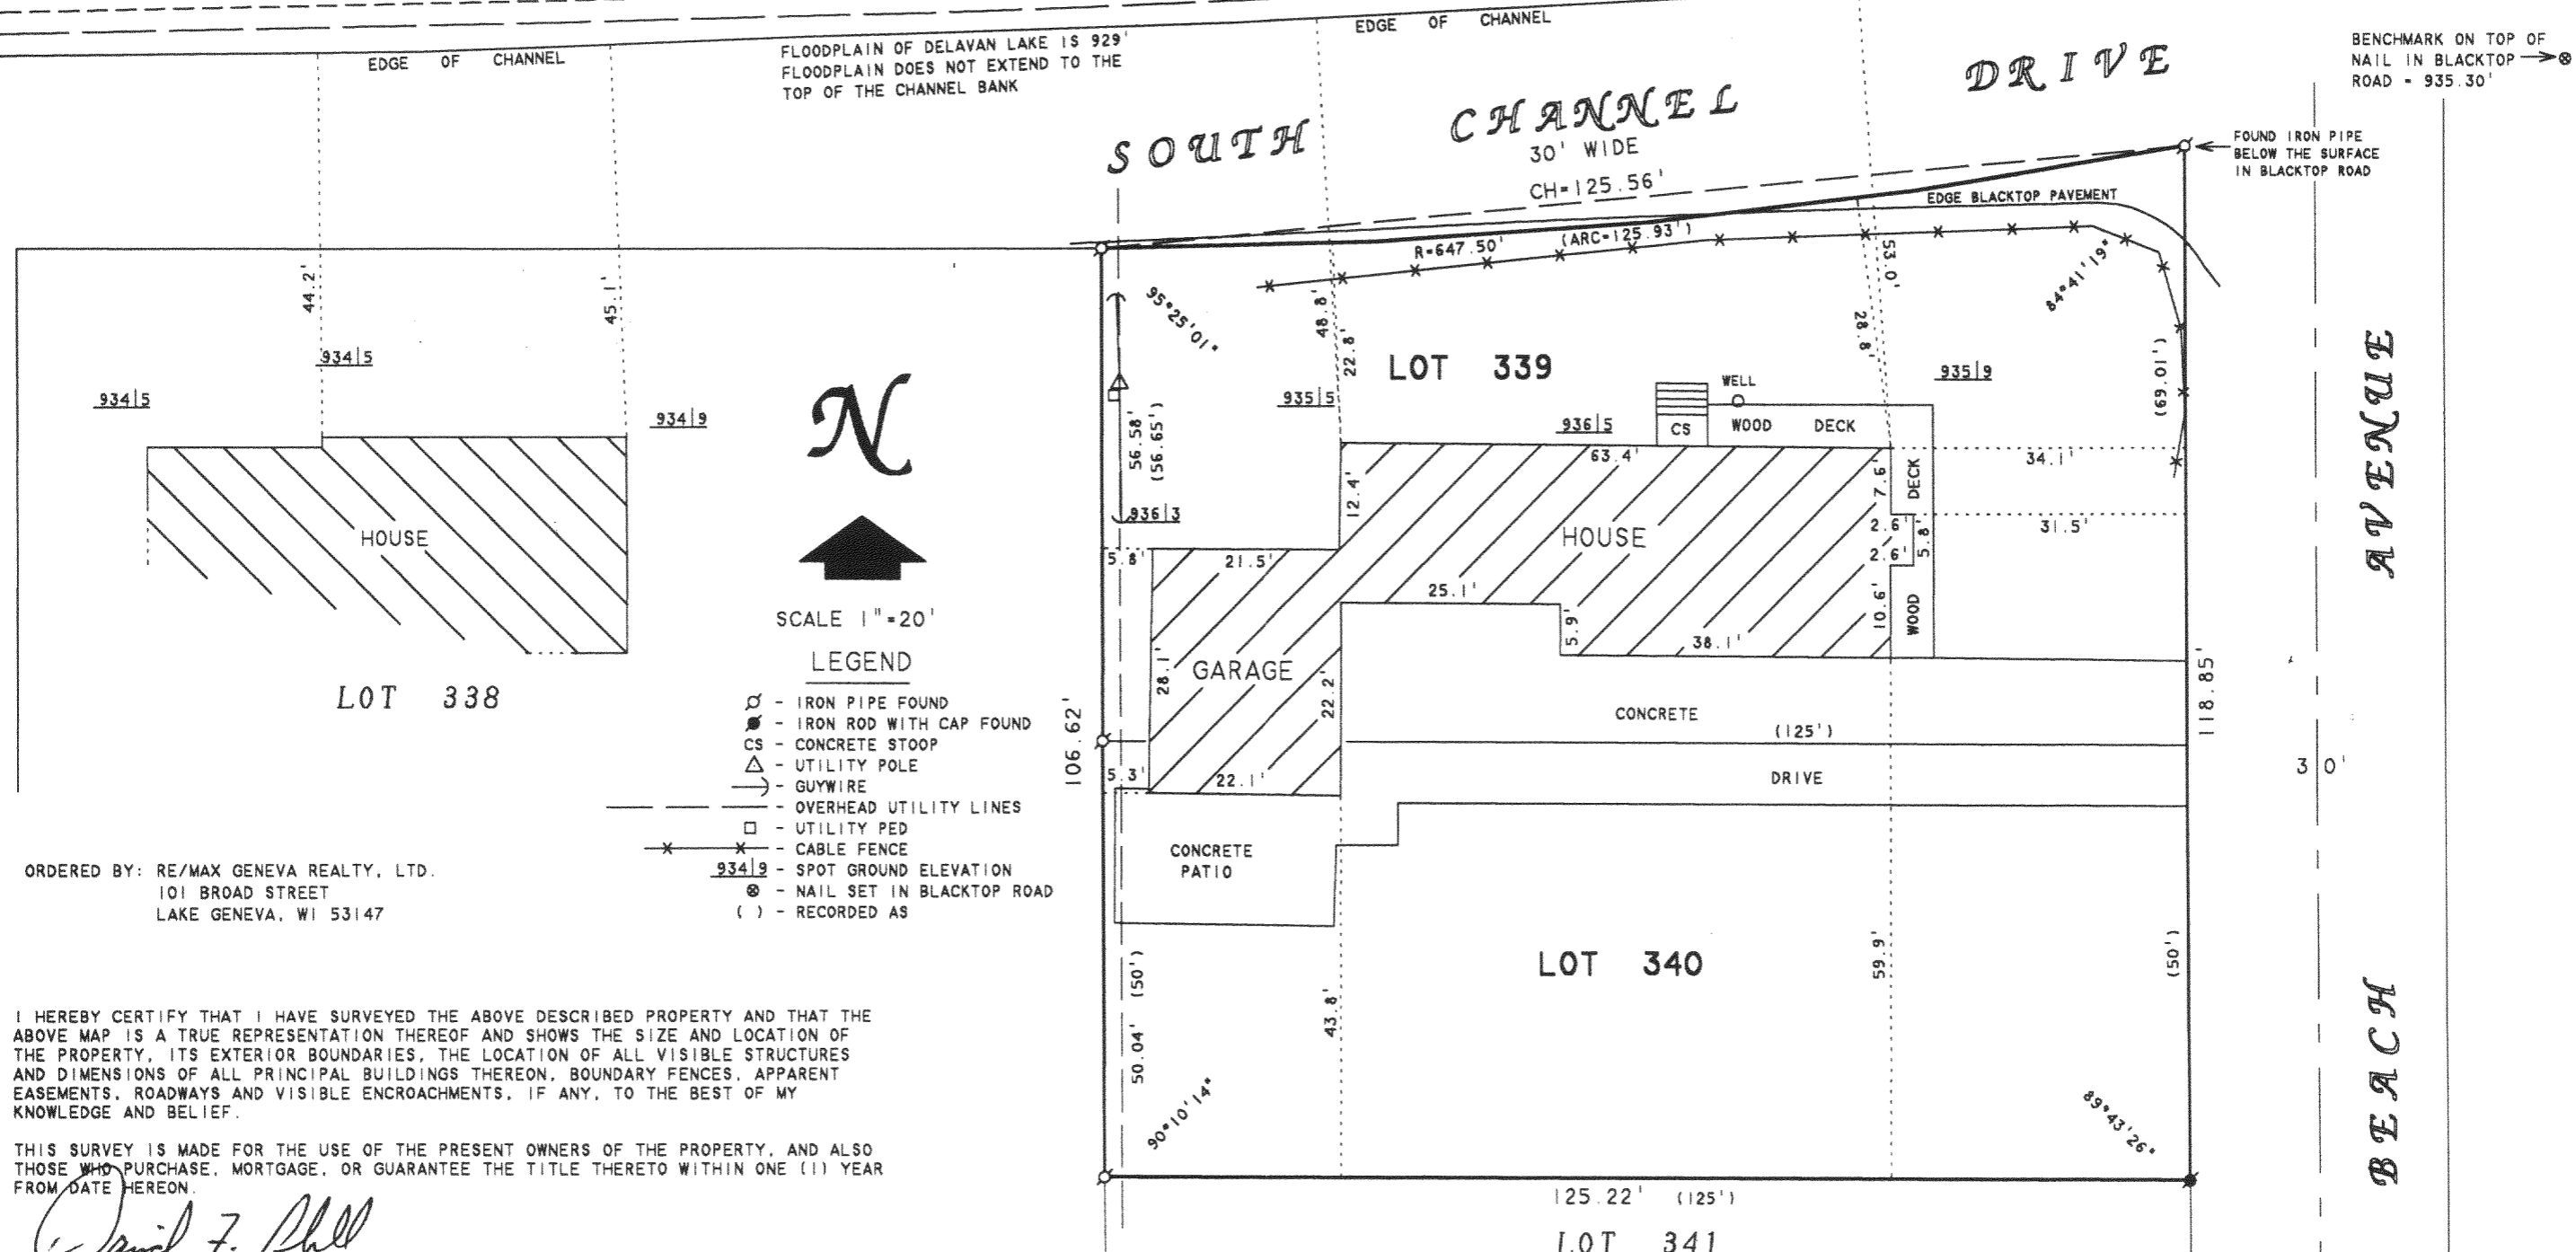 EDGE OF CHANNEL
FLOODPLAIN OF DELAVAN LAKE IS 929'
FLOODPLAIN DOES NOT EXTEND TO THE
TOP OF THE CHANNEL BANK
EDGE OF CHANNEL
SOUTH CHANNEL DRIVE
30' WIDE
CH=125.56'
BENCHMARK ON TOP OF
NAIL IN BLACKTOP
ROAD = 935.30'
FOUND IRON PIPE
BELOW THE SURFACE
IN BLACKTOP ROAD
EDGE BLACKTOP PAVEMENT
R=647.50'
(ARC=125.93')
44.2'
45.1'
934|5
934|5
934|9
HOUSE
LOT 338
N
SCALE 1"=20'
LEGEND
- IRON PIPE FOUND
- IRON ROD WITH CAP FOUND
CS - CONCRETE STOOP
- UTILITY POLE
- GUYWIRE
- OVERHEAD UTILITY LINES
- UTILITY PED
- CABLE FENCE
934|9 - SPOT GROUND ELEVATION
- NAIL SET IN BLACKTOP ROAD
( ) - RECORDED AS
95°25'01"
48.8'
22.8'
LOT 339
53.0'
28.8'
84°41'19"
(69.01')
56.58'
(56.65')
935|5
936|5
936|3
935|9
CS
WELL
WOOD DECK
63.4'
12.4'
HOUSE
7.6'
DECK
34.1'
2.6'
2.6'
5.8'
31.5'
10.9'
WOOD
5.8'
21.5'
25.1'
5.9'
38.1'
GARAGE
28.1'
22.2'
5.3'
22.1'
106.62'
118.85'
CONCRETE
(125')
DRIVE
CONCRETE
PATIO
LOT 340
50.04' (50')
43.8'
59.9'
(50')
90°10'14"
89°43'26"
125.22' (125')
LOT 341
30'
BEACH AVENUE
ORDERED BY: RE/MAX GENEVA REALTY, LTD.
101 BROAD STREET
LAKE GENEVA, WI 53147
I HEREBY CERTIFY THAT I HAVE SURVEYED THE ABOVE DESCRIBED PROPERTY AND THAT THE
ABOVE MAP IS A TRUE REPRESENTATION THEREOF AND SHOWS THE SIZE AND LOCATION OF
THE PROPERTY, ITS EXTERIOR BOUNDARIES, THE LOCATION OF ALL VISIBLE STRUCTURES
AND DIMENSIONS OF ALL PRINCIPAL BUILDINGS THEREON, BOUNDARY FENCES, APPARENT
EASEMENTS, ROADWAYS AND VISIBLE ENCROACHMENTS, IF ANY, TO THE BEST OF MY
KNOWLEDGE AND BELIEF.
THIS SURVEY IS MADE FOR THE USE OF THE PRESENT OWNERS OF THE PROPERTY, AND ALSO
THOSE WHO PURCHASE, MORTGAGE, OR GUARANTEE THE TITLE THERETO WITHIN ONE (1) YEAR
FROM DATE HEREON.